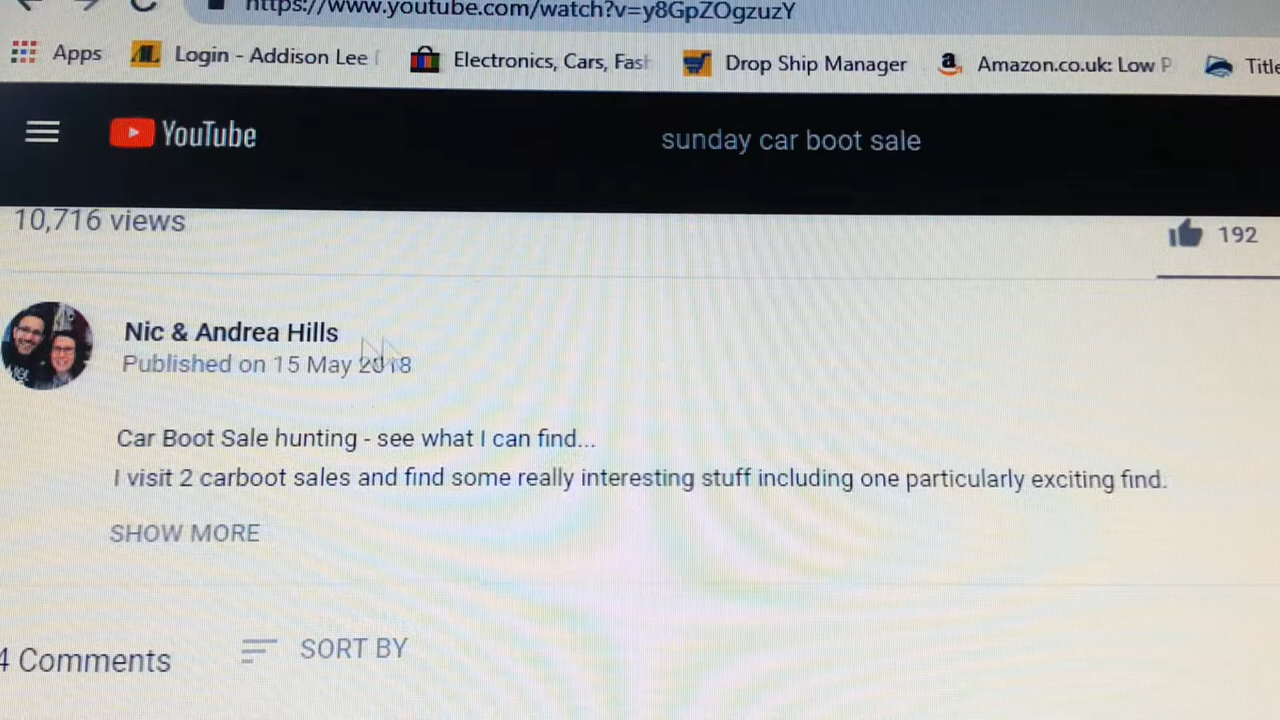 https://www.youtube.com/watch?v=y8GpZOgzuzY
Apps Login - Addison Lee Electronics, Cars, Fash Drop Ship Manager Amazon.co.uk: Low P Title
YouTube sunday car boot sale
10,716 views 192
Nic & Andrea Hills
Published on 15 May 2018
Car Boot Sale hunting - see what I can find...
I visit 2 carboot sales and find some really interesting stuff including one particularly exciting find.
SHOW MORE
4 Comments SORT BY